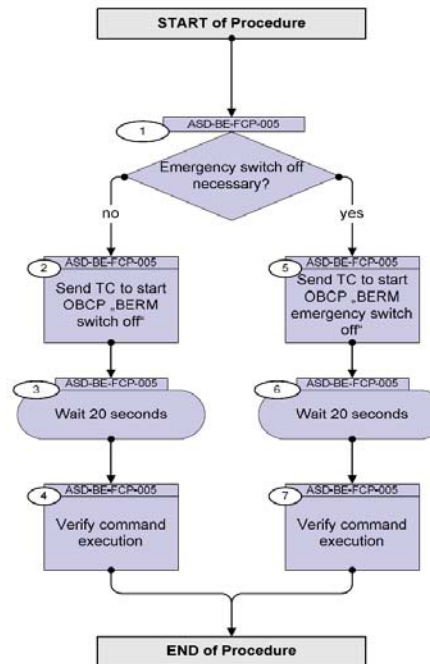 START of Procedure
1
ASD-BE-FCP-005
Emergency switch off
necessary?
no
yes
2
ASD-BE-FCP-005
Send TC to start
OBCP „BERM
switch off“
5
ASD-BE-FCP-005
Send TC to start
OBCP „BERM
emergency switch
off“
3
ASD-BE-FCP-005
Wait 20 seconds
6
ASD-BE-FCP-005
Wait 20 seconds
4
ASD-BE-FCP-005
Verify command
execution
7
ASD-BE-FCP-005
Verify command
execution
END of Procedure